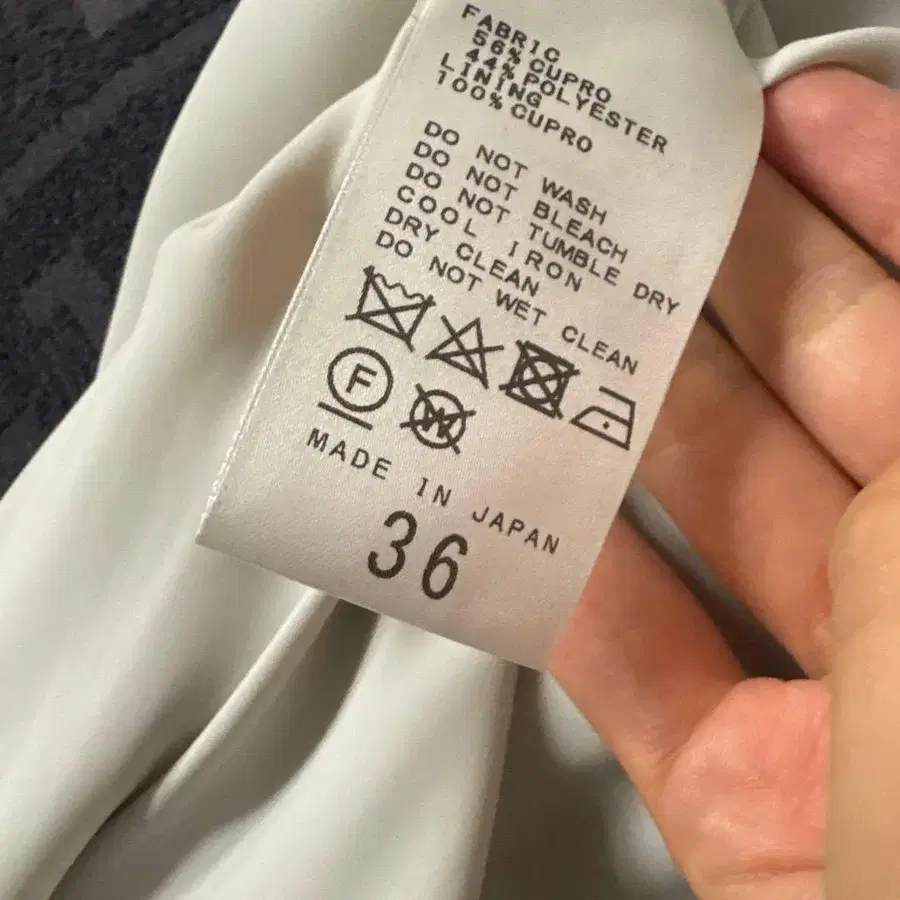 FABRIC
56% CUPRO
44% POLYESTER
LINING
100% CUPRO
DO NOT WASH
DO NOT BLEACH
DO NOT TUMBLE DRY
COOL IRON
DRY CLEAN
DO NOT WET CLEAN
F W
MADE IN JAPAN
36